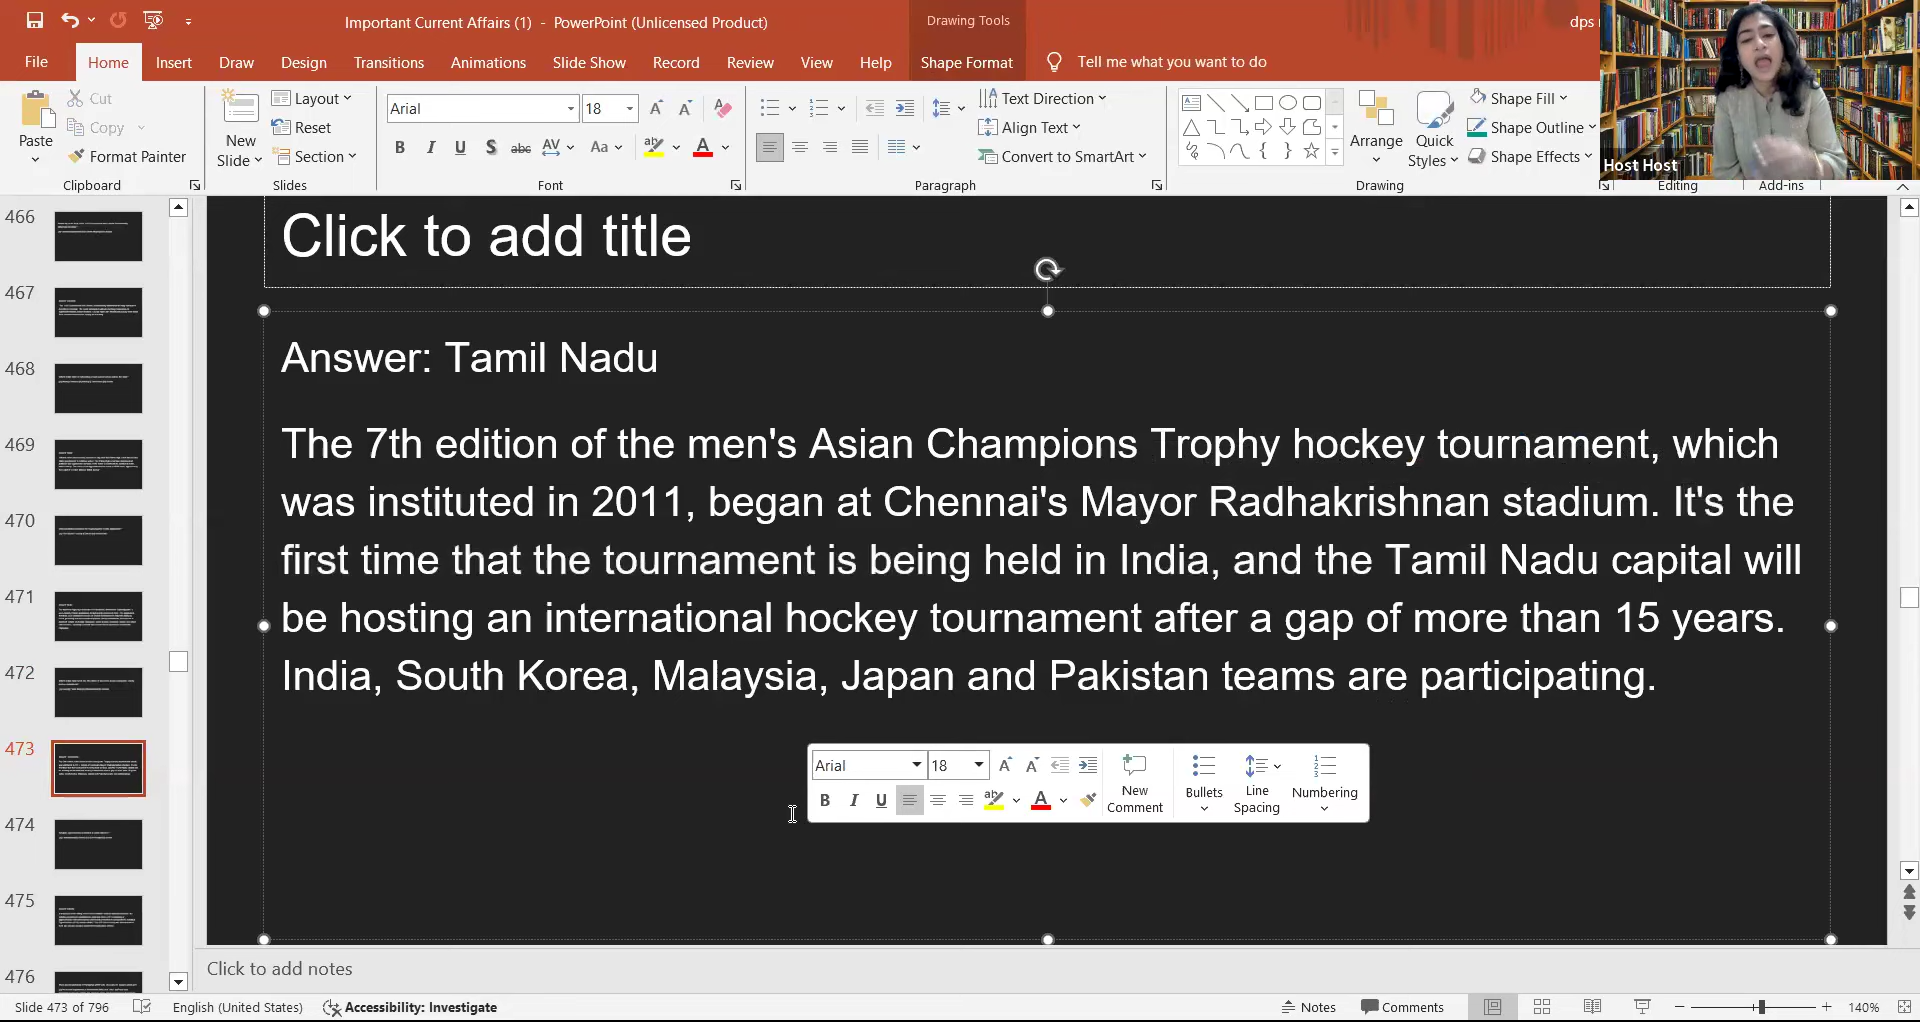 Important Current Affairs (1) - PowerPoint (Unlicensed Product)
Drawing Tools
dps
File Home Insert Draw Design Transitions Animations Slide Show Record Review View Help Shape Format Tell me what you want to do
Paste
Cut
Copy
Format Painter
Clipboard
New Slide
Layout
Reset
Section
Slides
Arial 18
B I U S abc AV Aa A
Font
Text Direction
Align Text
Convert to SmartArt
Paragraph
Arrange
Quick Styles
Shape Fill
Shape Outline
Shape Effects
Drawing
Host Host
Editing
Add-ins
466
467
468
469
470
471
472
473
474
475
476
Click to add title
Answer: Tamil Nadu
The 7th edition of the men's Asian Champions Trophy hockey tournament, which
was instituted in 2011, began at Chennai's Mayor Radhakrishnan stadium. It's the
first time that the tournament is being held in India, and the Tamil Nadu capital will
be hosting an international hockey tournament after a gap of more than 15 years.
India, South Korea, Malaysia, Japan and Pakistan teams are participating.
Arial 18
B I U A
New Comment
Bullets
Line Spacing
Numbering
Click to add notes
Slide 473 of 796 English (United States) Accessibility: Investigate Notes Comments 140%